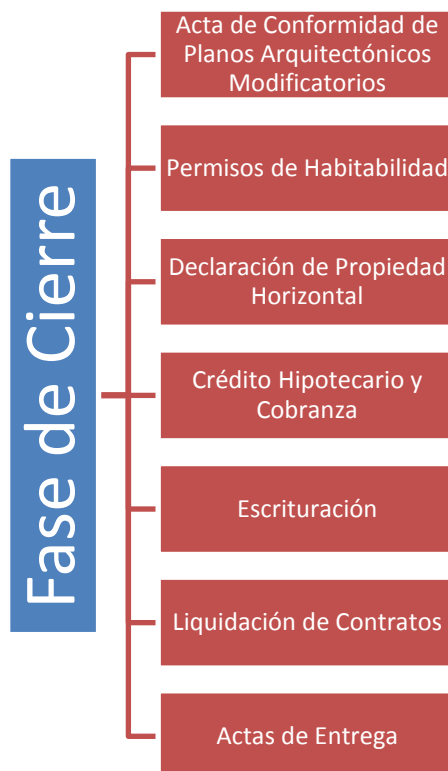 Fase de Cierre
Acta de Conformidad de
Planos Arquitectónicos
Modificatorios
Permisos de Habitabilidad
Declaración de Propiedad
Horizontal
Crédito Hipotecario y
Cobranza
Escrituración
Liquidación de Contratos
Actas de Entrega